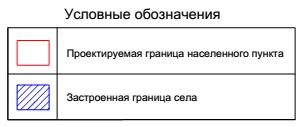 Условные обозначения
Проектируемая граница населенного пункта
Застроенная граница села